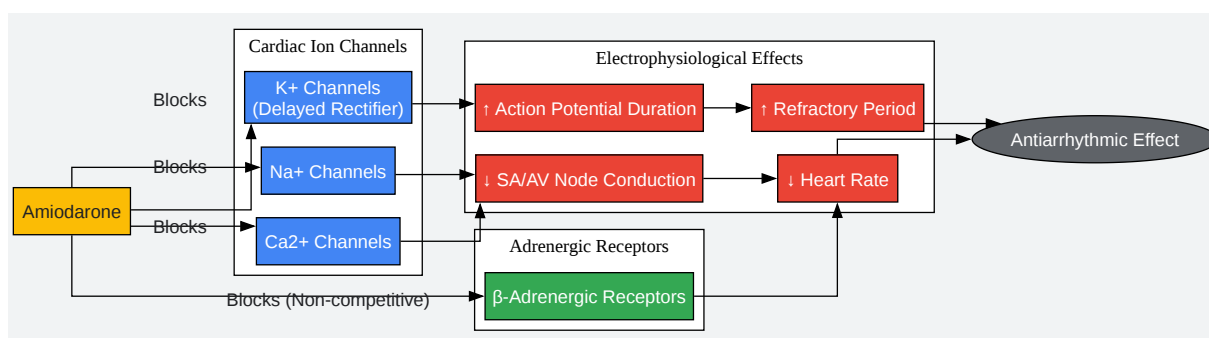 Cardiac Ion Channels
Electrophysiological Effects
K+ Channels
(Delayed Rectifier)
Blocks
↑ Action Potential Duration
↑ Refractory Period
Antiarrhythmic Effect
Blocks
Na+ Channels
↓ SA/AV Node Conduction
↓ Heart Rate
Amiodarone
Blocks
Ca2+ Channels
Adrenergic Receptors
Blocks (Non-competitive)
β-Adrenergic Receptors